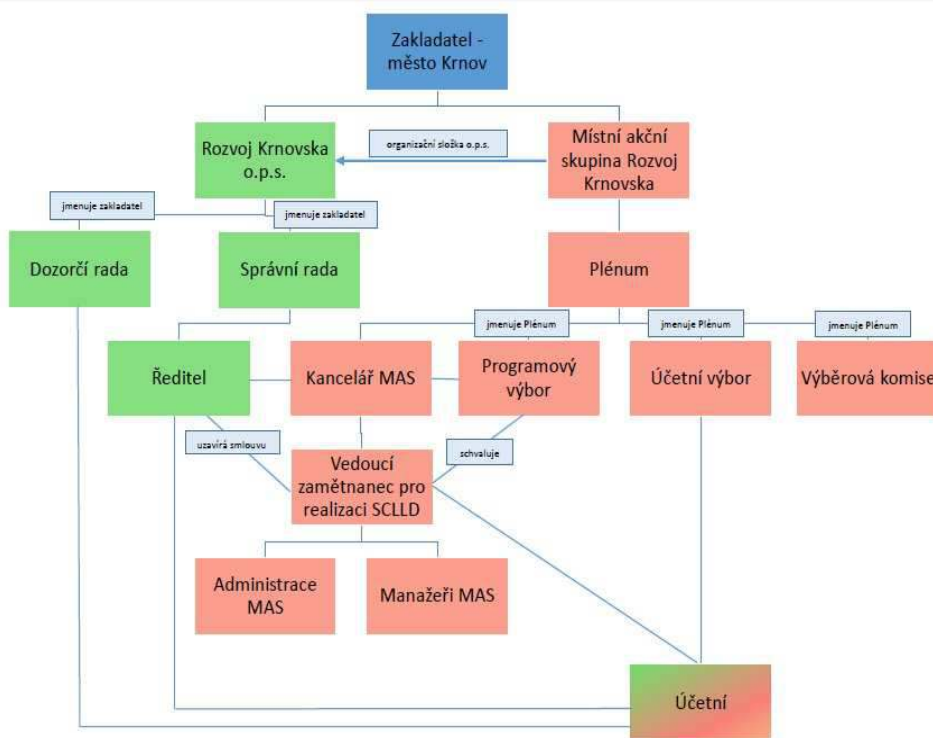 Zakladatel -
město Krnov
Rozvoj Krnovska
o.p.s.
organizační složka o.p.s.
Místní akční
skupina Rozvoj
Krnovska
jmenuje zakladatel
jmenuje zakladatel
Dozorčí rada
Správní rada
Plénum
jmenuje Plénum
jmenuje Plénum
jmenuje Plénum
Ředitel
Kancelář MAS
Programový
výbor
Účetní výbor
Výběrová komise
uzavírá smlouvu
schvaluje
Vedoucí
zamětnanec pro
realizaci SCLLD
Administrace
MAS
Manažeři MAS
Účetní